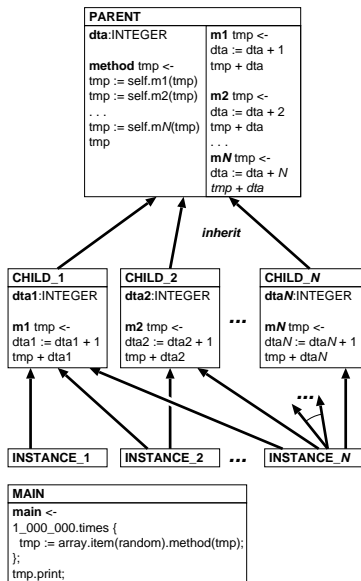 PARENT
dta:INTEGER
method tmp <-
tmp := self.m1(tmp)
tmp := self.m2(tmp)
. . .
tmp := self.mN(tmp)
tmp
m1 tmp <-
dta := dta + 1
tmp + dta
m2 tmp <-
dta := dta + 2
tmp + dta
. . .
mN tmp <-
dta := dta + N
tmp + dta
inherit
CHILD_1
dta1:INTEGER
m1 tmp <-
dta1 := dta1 + 1
tmp + dta1
CHILD_2
dta2:INTEGER
m2 tmp <-
dta2 := dta2 + 1
tmp + dta2
...
CHILD_N
dtaN:INTEGER
mN tmp <-
dtaN := dtaN + 1
tmp + dtaN
...
INSTANCE_1
INSTANCE_2
...
INSTANCE_N
MAIN
main <-
1_000_000.times {
tmp := array.item(random).method(tmp);
};
tmp.print;